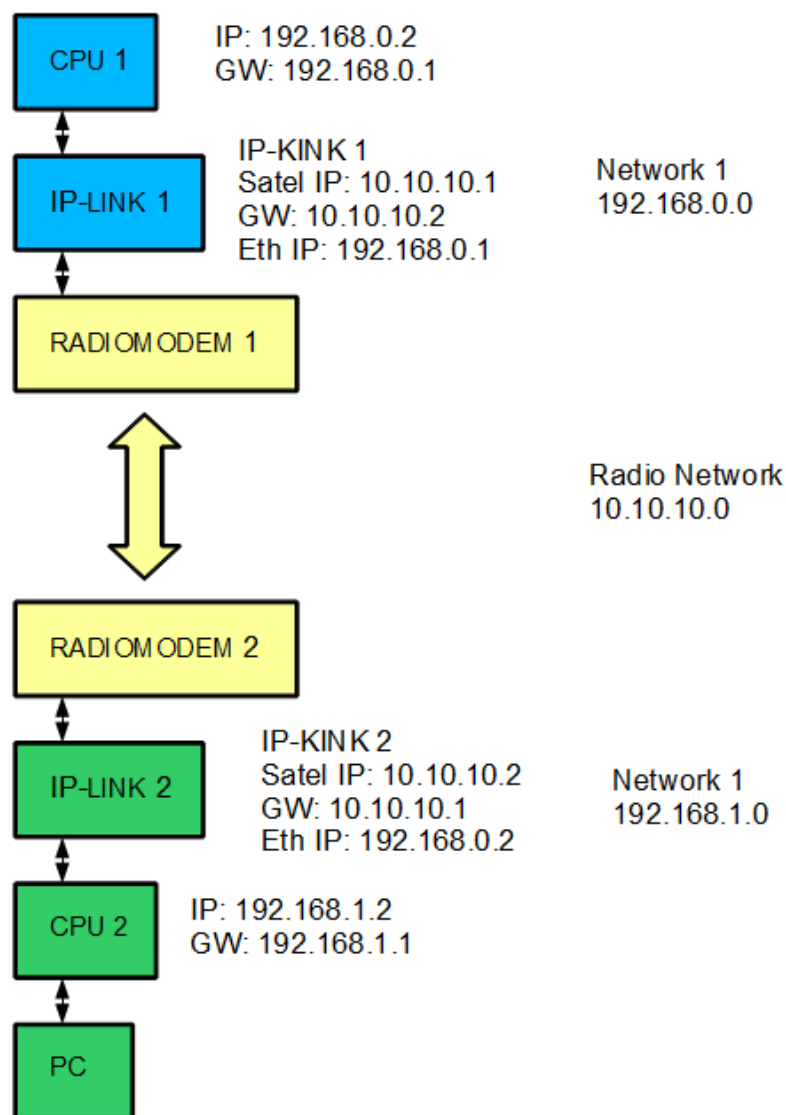 CPU 1
IP: 192.168.0.2
GW: 192.168.0.1
IP-LINK 1
IP-KINK 1
Satel IP: 10.10.10.1
GW: 10.10.10.2
Eth IP: 192.168.0.1
Network 1
192.168.0.0
RADIOMODEM 1
Radio Network
10.10.10.0
RADIOMODEM 2
IP-LINK 2
IP-KINK 2
Satel IP: 10.10.10.2
GW: 10.10.10.1
Eth IP: 192.168.0.2
Network 1
192.168.1.0
CPU 2
IP: 192.168.1.2
GW: 192.168.1.1
PC